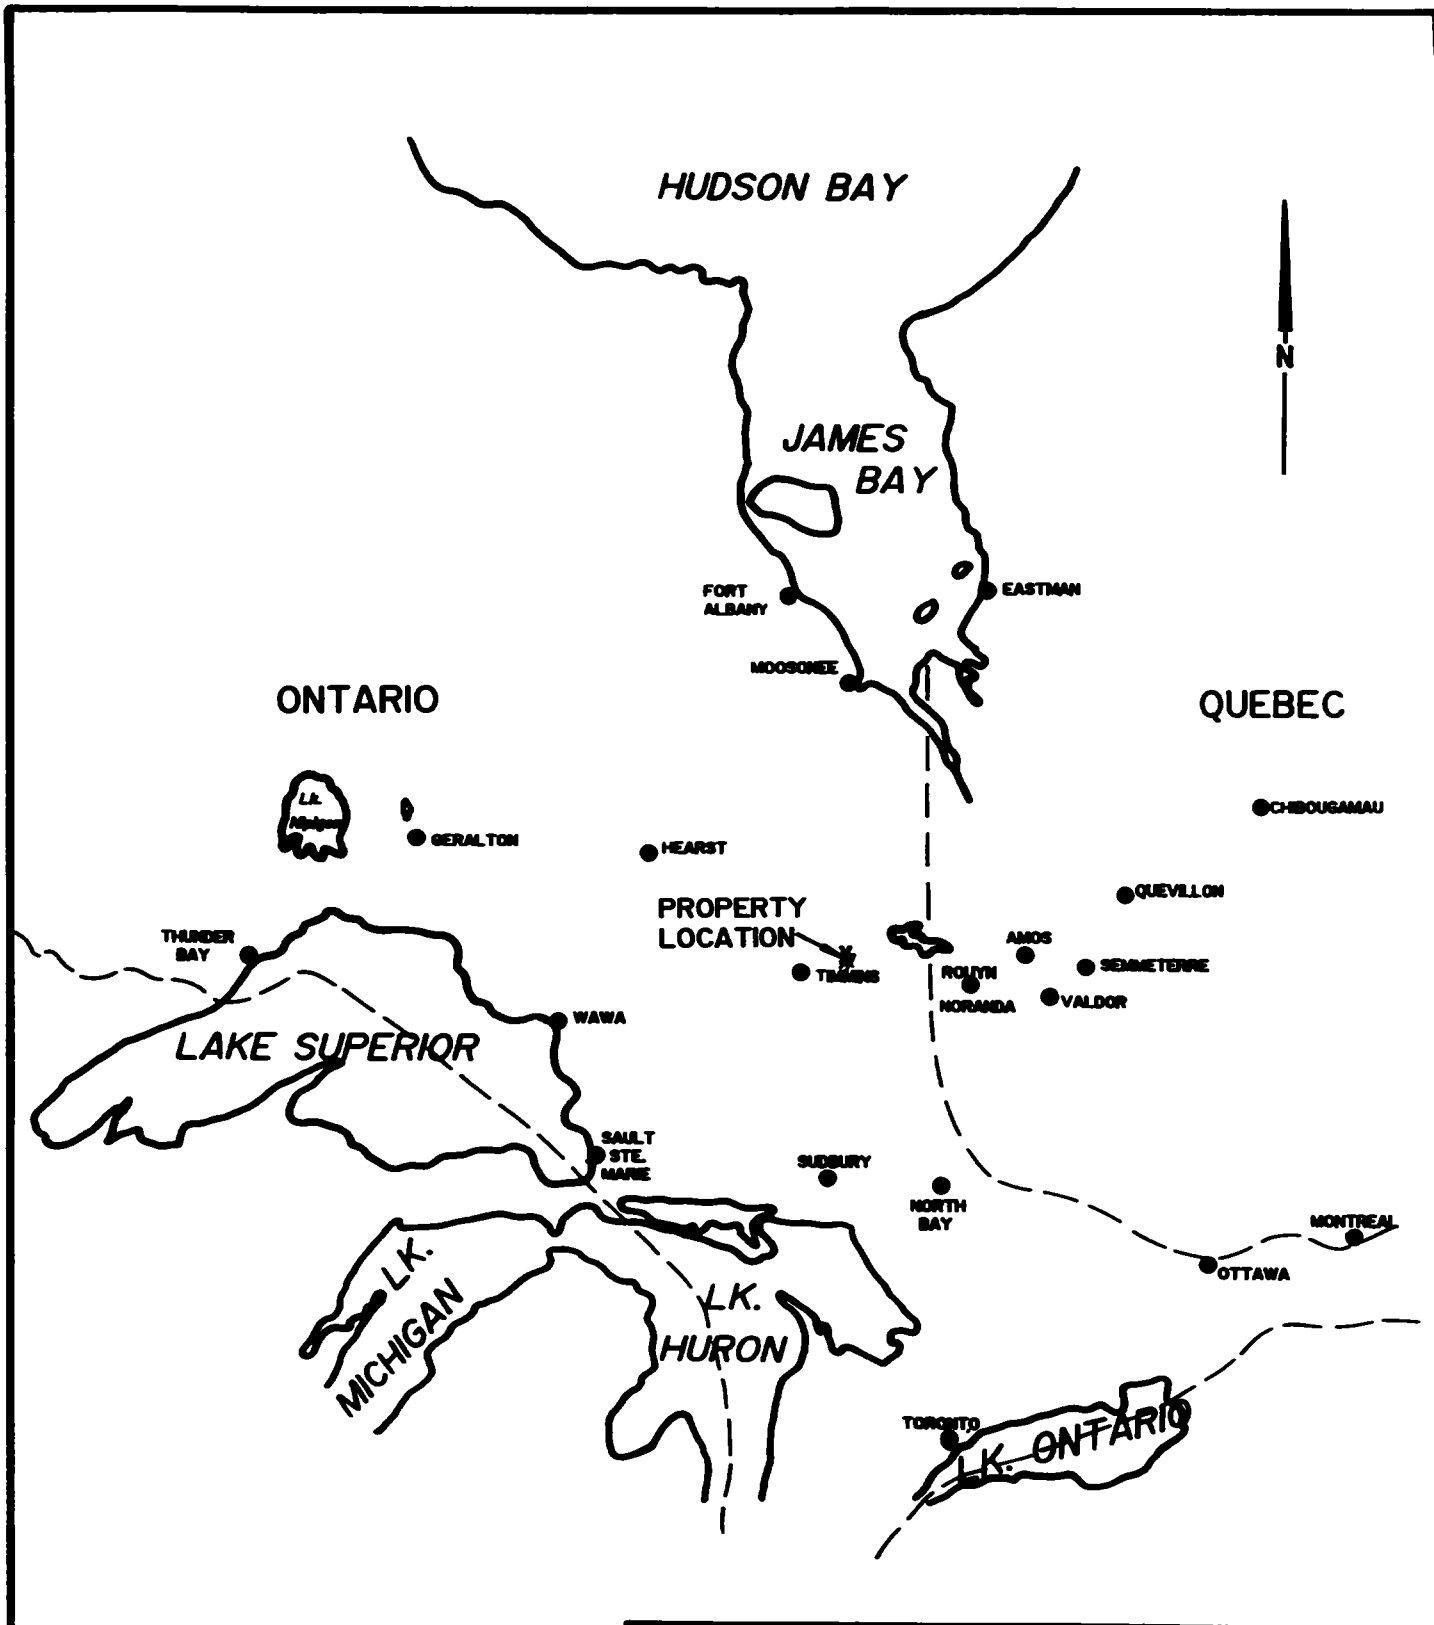 HUDSON BAY
N
JAMES
BAY
FORT
ALBANY
EASTMAN
MOOSONEE
ONTARIO
QUEBEC
Lk.
Nipigon
GERALTON
HEARST
CHIBOUGAMAU
QUEVILLON
PROPERTY
LOCATION
THUNDER
BAY
TIMMINS
AMOS
SEMMETERRE
ROUYN
NORANDA
VALDOR
WAWA
LAKE SUPERIOR
SAULT
STE.
MARIE
SUDBURY
NORTH
BAY
MONTREAL
OTTAWA
LK.
MICHIGAN
LK.
HURON
TORONTO
LK. ONTARIO